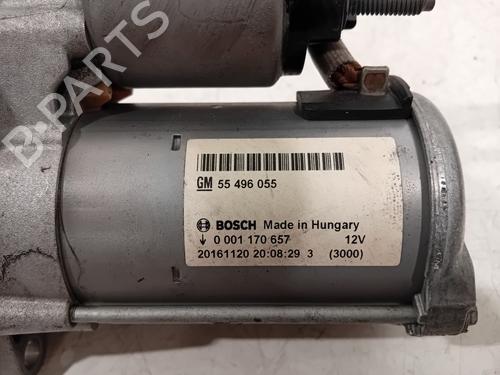 B-PARTS
GM 55 496 055
BOSCH Made in Hungary
0 001 170 657 12V
20161120 20:08:29 3 (3000)